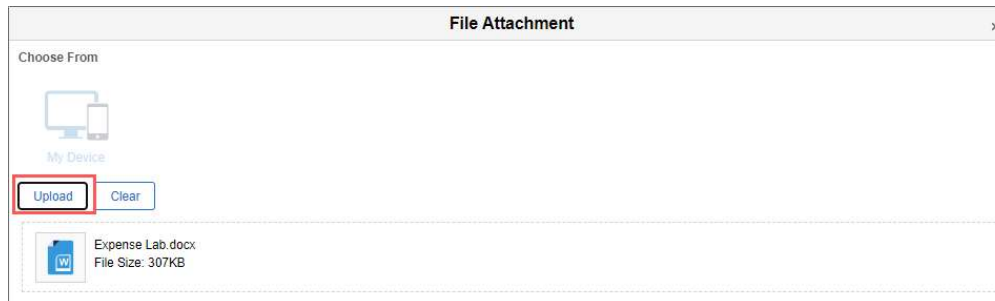 File Attachment
Choose From
My Device
Upload Clear
Expense Lab.docx
File Size: 307KB